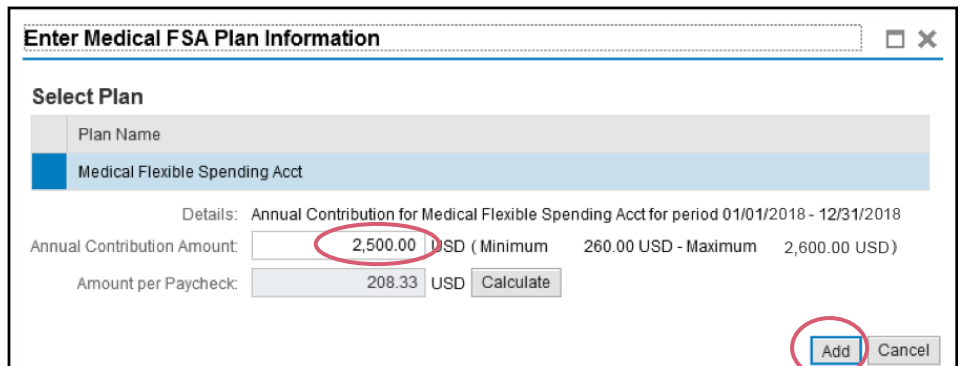 Enter Medical FSA Plan Information
Select Plan
Plan Name
Medical Flexible Spending Acct
Details: Annual Contribution for Medical Flexible Spending Acct for period 01/01/2018 - 12/31/2018
Annual Contribution Amount: 2,500.00 USD ( Minimum 260.00 USD - Maximum 2,600.00 USD)
Amount per Paycheck: 208.33 USD Calculate
Add Cancel